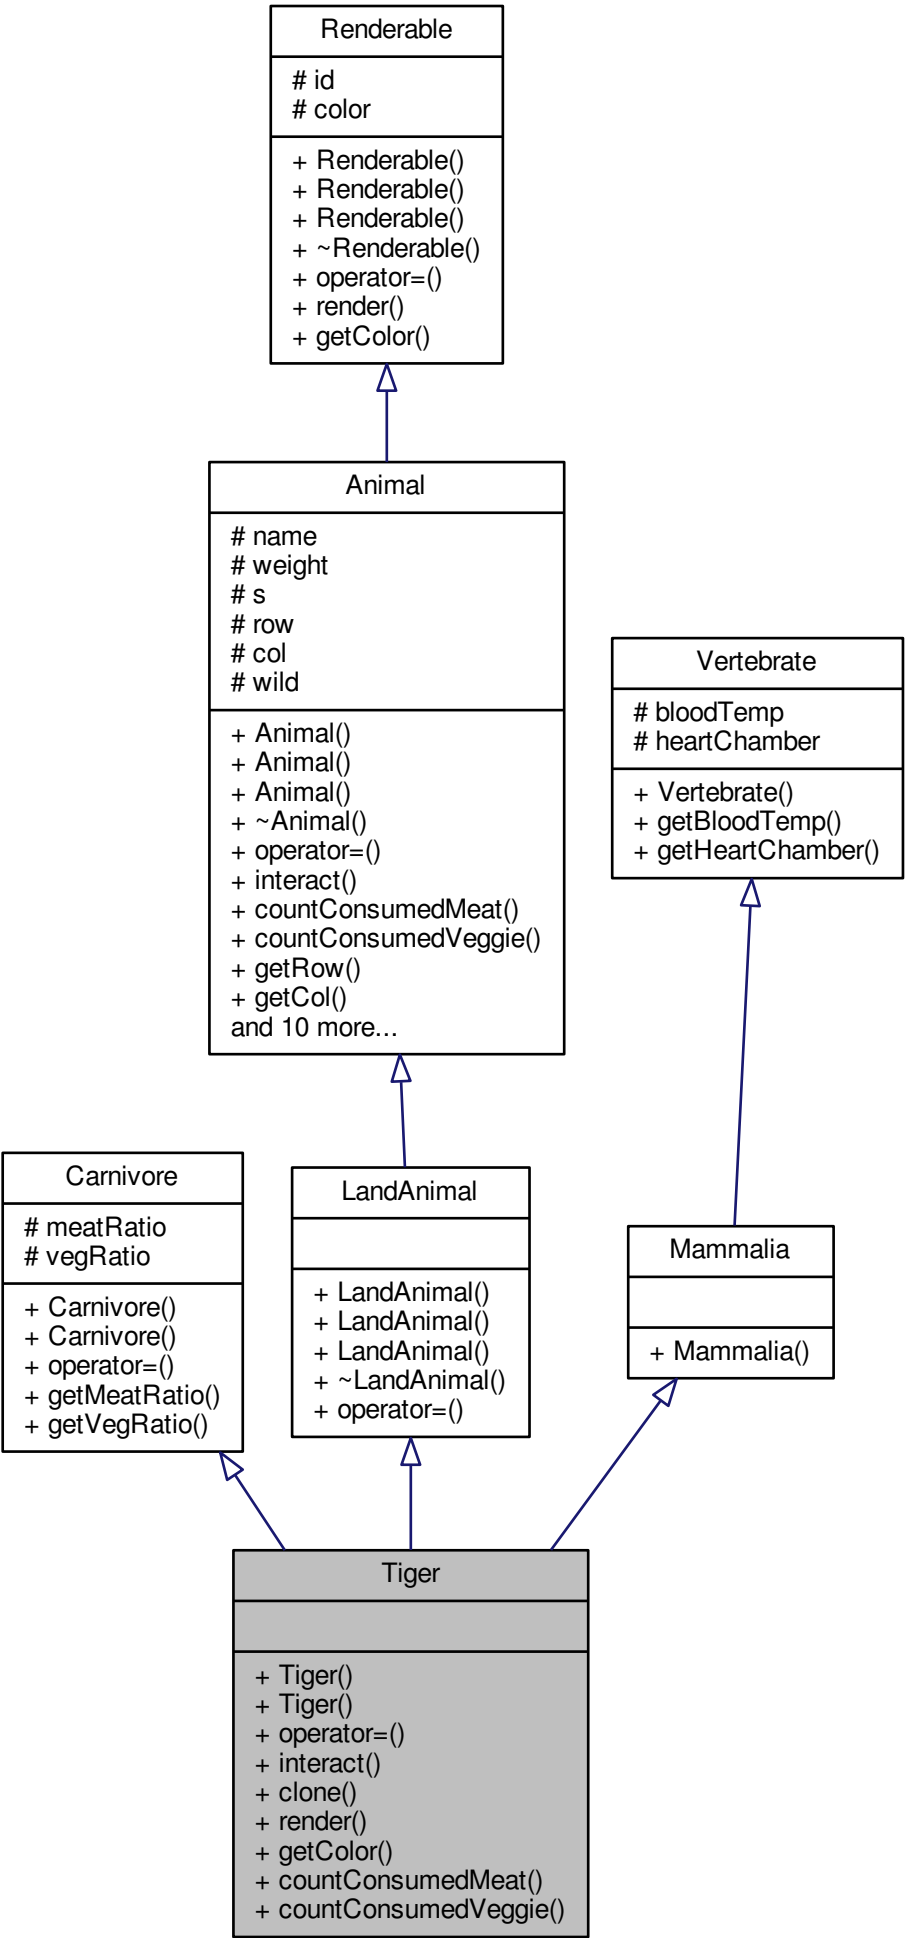 Renderable
# id
# color
+ Renderable()
+ Renderable()
+ Renderable()
+ ~Renderable()
+ operator=()
+ render()
+ getColor()
Animal
# name
# weight
# s
# row
# col
# wild
+ Animal()
+ Animal()
+ Animal()
+ ~Animal()
+ operator=()
+ interact()
+ countConsumedMeat()
+ countConsumedVeggie()
+ getRow()
+ getCol()
and 10 more...
Vertebrate
# bloodTemp
# heartChamber
+ Vertebrate()
+ getBloodTemp()
+ getHeartChamber()
Carnivore
# meatRatio
# vegRatio
+ Carnivore()
+ Carnivore()
+ operator=()
+ getMeatRatio()
+ getVegRatio()
LandAnimal
+ LandAnimal()
+ LandAnimal()
+ LandAnimal()
+ ~LandAnimal()
+ operator=()
Mammalia
+ Mammalia()
Tiger
+ Tiger()
+ Tiger()
+ operator=()
+ interact()
+ clone()
+ render()
+ getColor()
+ countConsumedMeat()
+ countConsumedVeggie()